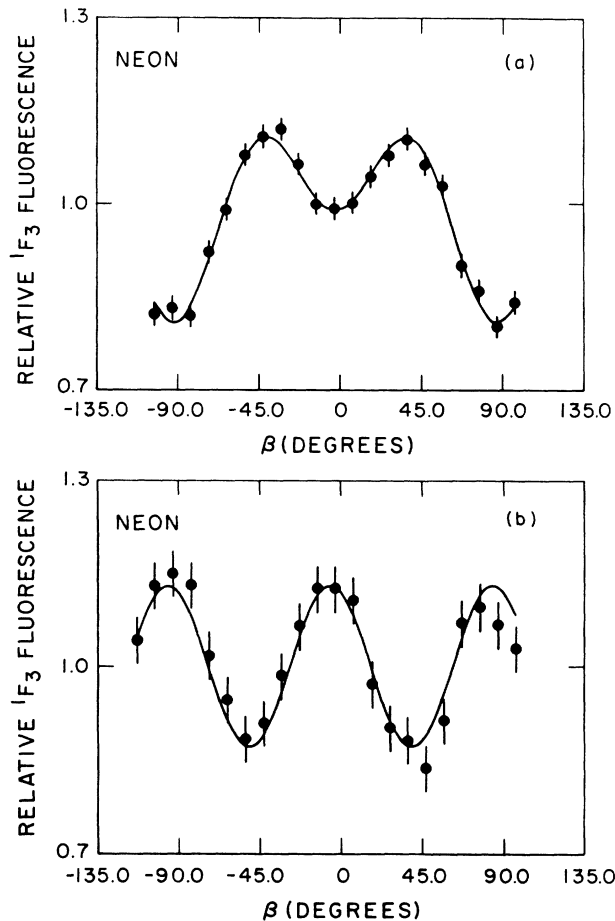 1.3
NEON
(a)
1.0
0.7
RELATIVE ¹F₃ FLUORESCENCE
-135.0 -90.0 -45.0 0 45.0 90.0 135.0
β (DEGREES)
1.3
NEON
(b)
1.0
0.7
RELATIVE ¹F₃ FLUORESCENCE
-135.0 -90.0 -45.0 0 45.0 90.0 135.0
β (DEGREES)